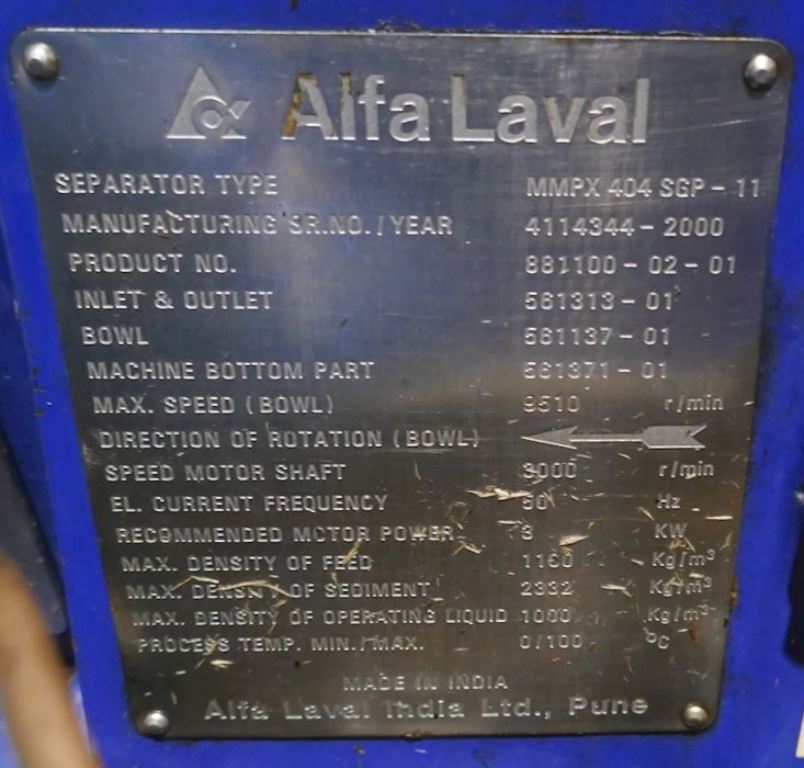 Alfa Laval
SEPARATOR TYPE MMPX 404 SGP - 11
MANUFACTURING SR.NO. / YEAR 4114344 - 2000
PRODUCT NO. 881100 - 02 - 01
INLET & OUTLET 561313 - 01
BOWL 561137 - 01
MACHINE BOTTOM PART 561371 - 01
MAX. SPEED (BOWL) 9510 r/min
DIRECTION OF ROTATION (BOWL)
SPEED MOTOR SHAFT 3000 r/min
EL. CURRENT FREQUENCY 50 Hz
RECOMMENDED MOTOR POWER KW
MAX. DENSITY OF FEED 1160 Kg/m³
MAX. DENSITY OF SEDIMENT 2332 Kg/m³
MAX. DENSITY OF OPERATING LIQUID 1000 Kg/m³
PROCESS TEMP. MIN. / MAX. 0/100 °C
MADE IN INDIA
Alfa Laval India Ltd., Pune